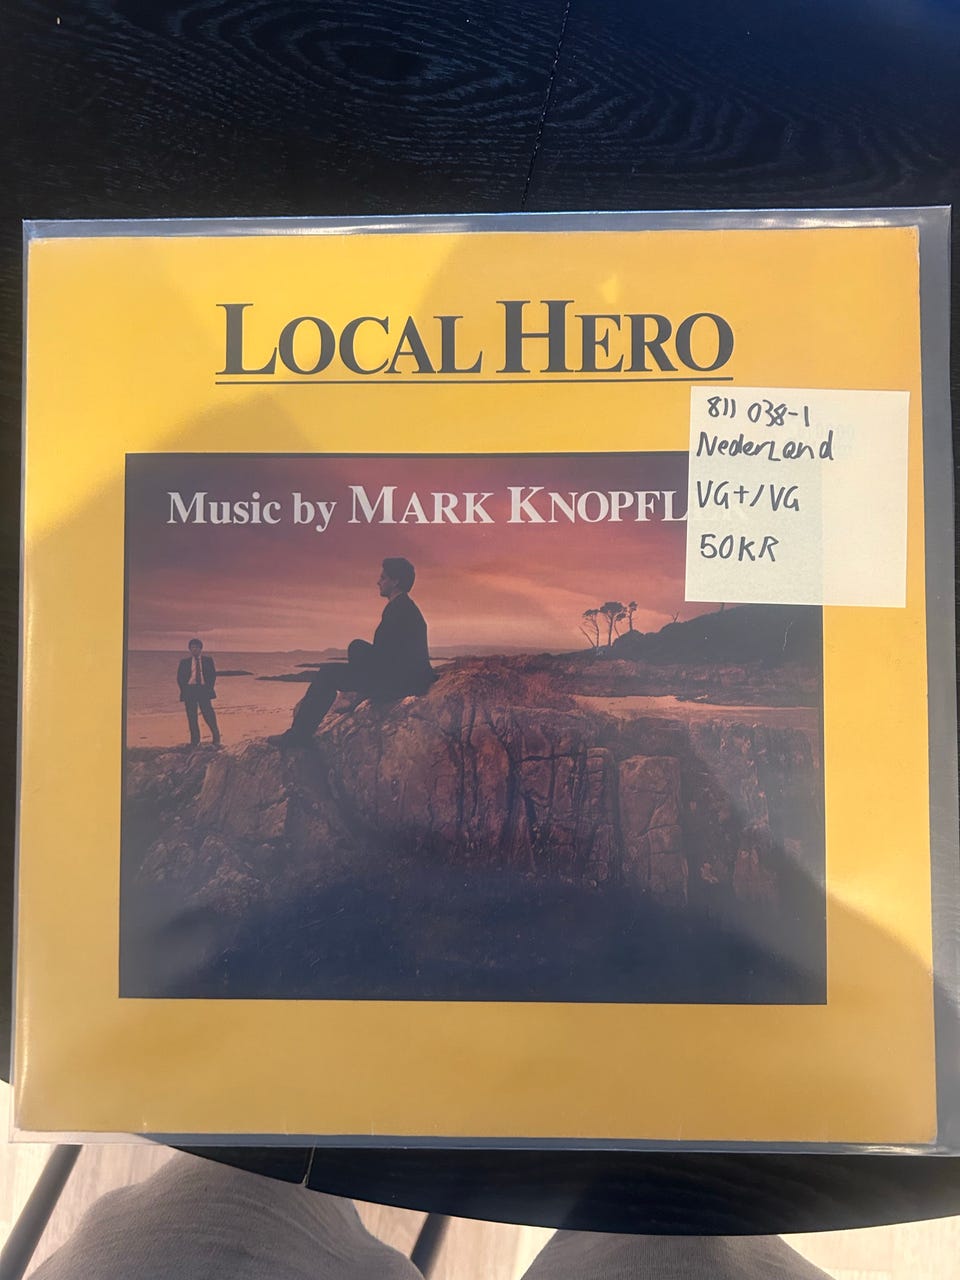 LOCAL HERO
811 038-1
NederLand
Music by MARK KNOPFL
VG+/VG
50KR